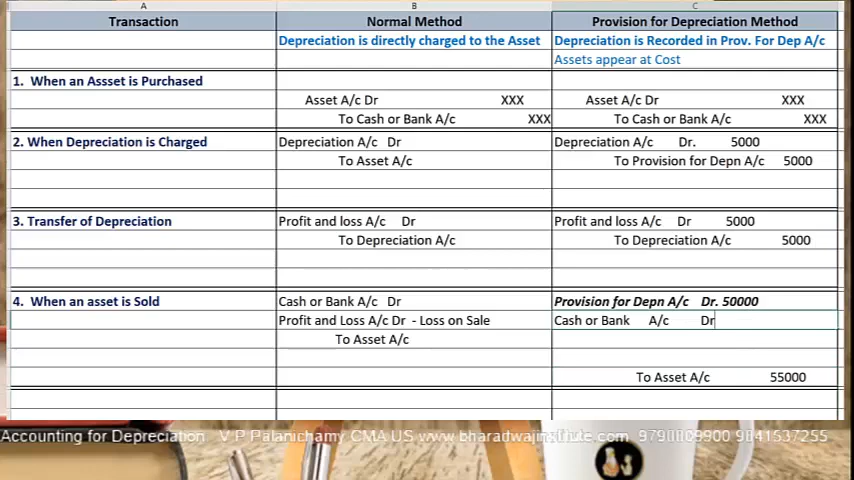 A B C
Transaction Normal Method Provision for Depreciation Method
Depreciation is directly charged to the Asset Depreciation is Recorded in Prov. For Dep A/c
Assets appear at Cost
1. When an Assset is Purchased
Asset A/c Dr XXX Asset A/c Dr XXX
To Cash or Bank A/c XXX To Cash or Bank A/c XXX
2. When Depreciation is Charged Depreciation A/c Dr Depreciation A/c Dr. 5000
To Asset A/c To Provision for Depn A/c 5000
3. Transfer of Depreciation Profit and loss A/c Dr Profit and loss A/c Dr 5000
To Depreciation A/c To Depreciation A/c 5000
4. When an asset is Sold Cash or Bank A/c Dr Provision for Depn A/c Dr. 50000
Profit and Loss A/c Dr - Loss on Sale Cash or Bank A/c Dr
To Asset A/c
To Asset A/c 55000
Accounting for Depreciation V P Palanichamy CMA US www.bharadwajinstitute.com 9790009900 9841537255